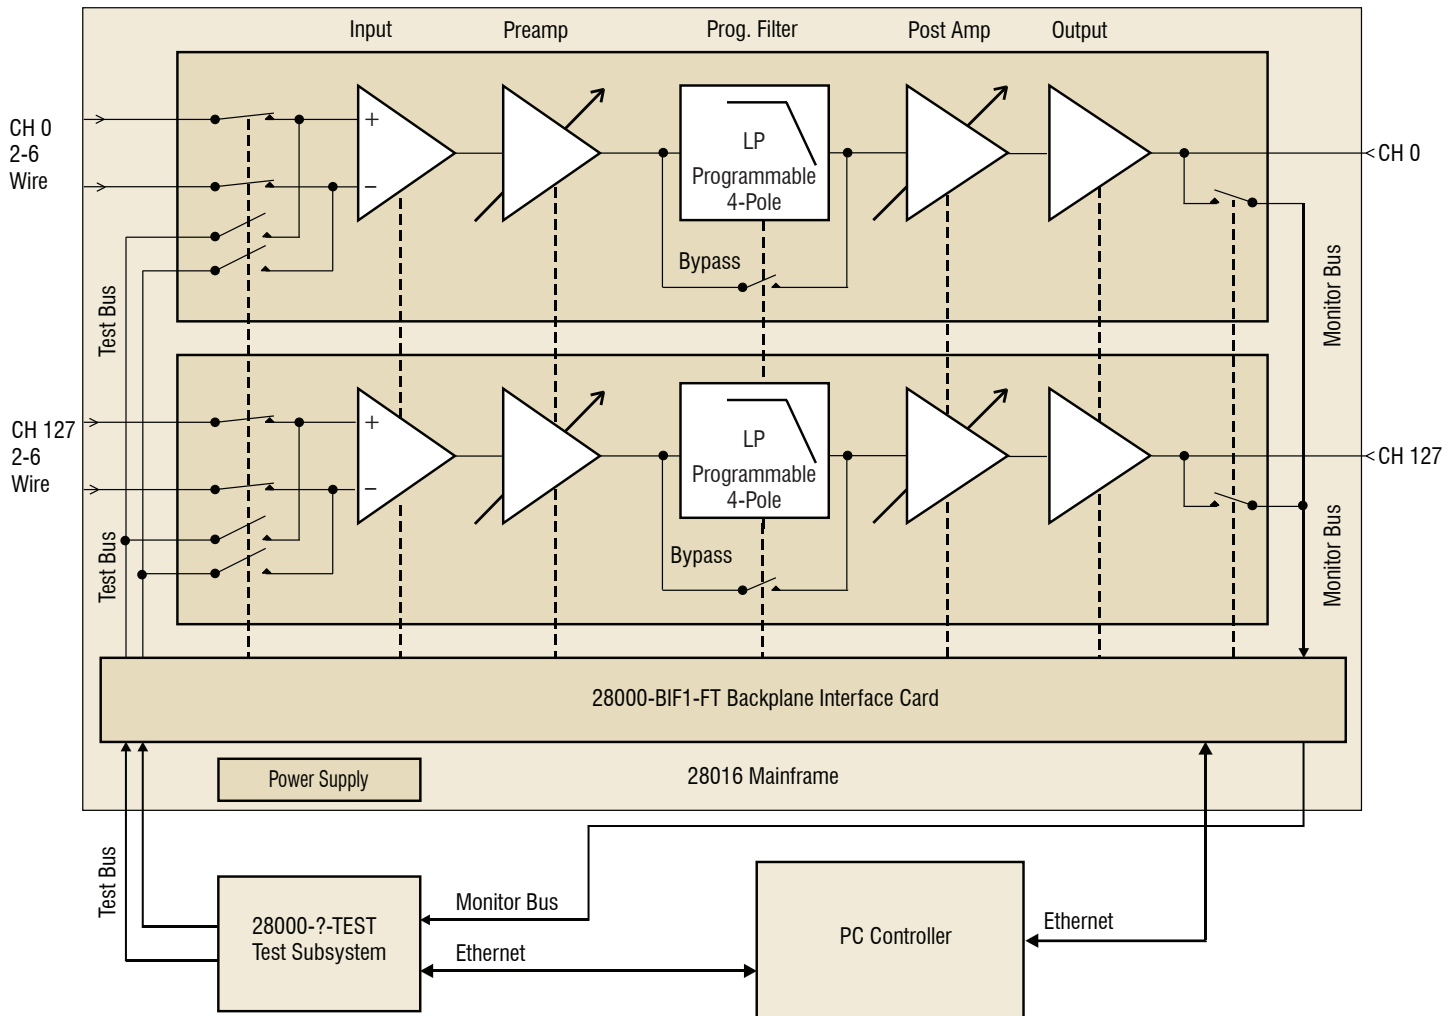 Input
Preamp
Prog. Filter
Post Amp
Output
CH 0
2-6
Wire
+
−
LP
Programmable
4-Pole
Bypass
CH 0
Test Bus
Monitor Bus
CH 127
2-6
Wire
+
−
LP
Programmable
4-Pole
Bypass
CH 127
Test Bus
Monitor Bus
28000-BIF1-FT Backplane Interface Card
Power Supply
28016 Mainframe
Test Bus
28000-?-TEST
Test Subsystem
Monitor Bus
Ethernet
PC Controller
Ethernet